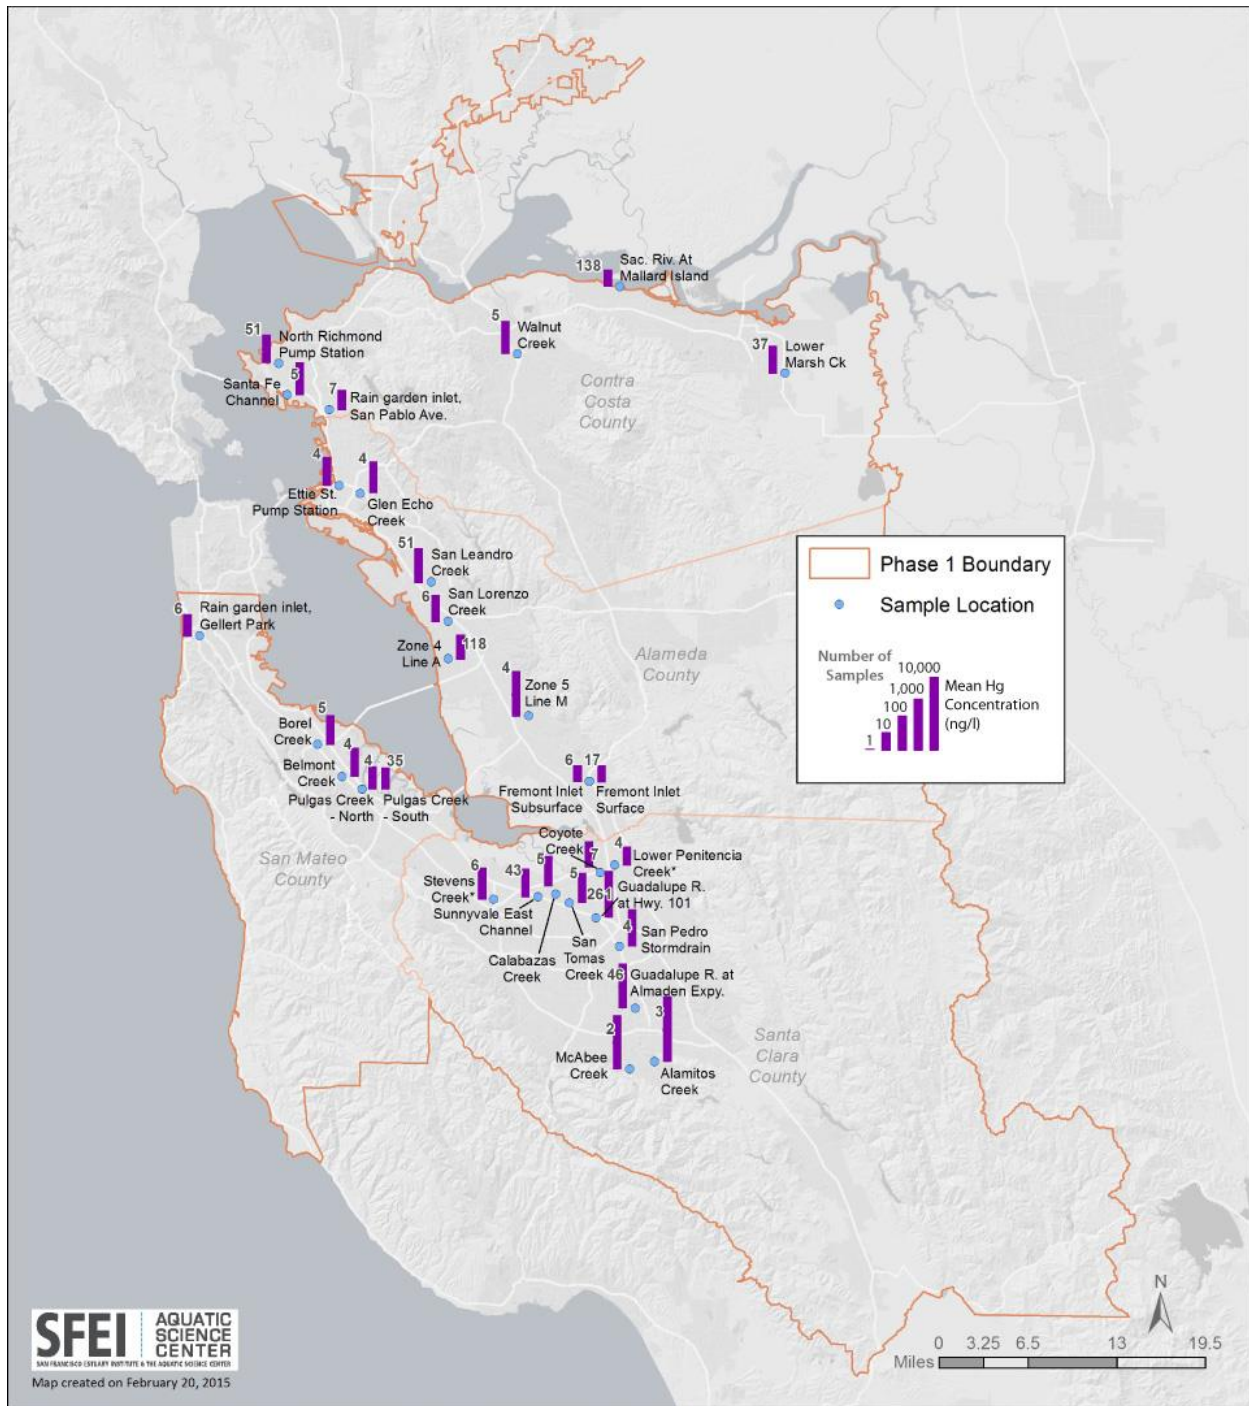 138
Sac. Riv. At
Mallard Island
5
Walnut
Creek
51
North Richmond
Pump Station
37
Lower
Marsh Ck
5
Santa Fe
Channel
7
Rain garden inlet,
San Pablo Ave.
Contra
Costa
County
4
Ettie St.
Pump Station
4
Glen Echo
Creek
51
San Leandro
Creek
6
San Lorenzo
Creek
6
Rain garden inlet,
Gellert Park
118
Zone 4
Line A
Alameda
County
4
Zone 5
Line M
5
Borel
Creek
4
Belmont
Creek
4
Pulgas Creek
- North
35
Pulgas Creek
- South
6
Fremont Inlet
Subsurface
17
Fremont Inlet
Surface
San Mateo
County
Coyote
Creek
7
4
Lower Penitencia
Creek*
6
Stevens
Creek*
43
Sunnyvale East
Channel
5
Calabazas
Creek
5
San
Tomas
Creek
261
Guadalupe R.
at Hwy. 101
4
San Pedro
Stormdrain
46
Guadalupe R. at
Almaden Expy.
2
McAbee
Creek
3
Alamitos
Creek
Santa
Clara
County
Phase 1 Boundary
Sample Location
Number of
Samples
10,000
1,000
100
10
1
Mean Hg
Concentration
(ng/l)
N
0 3.25 6.5 13 19.5
Miles
SFEI
AQUATIC
SCIENCE
CENTER
SAN FRANCISCO ESTUARY INSTITUTE & THE AQUATIC SCIENCE CENTER
Map created on February 20, 2015